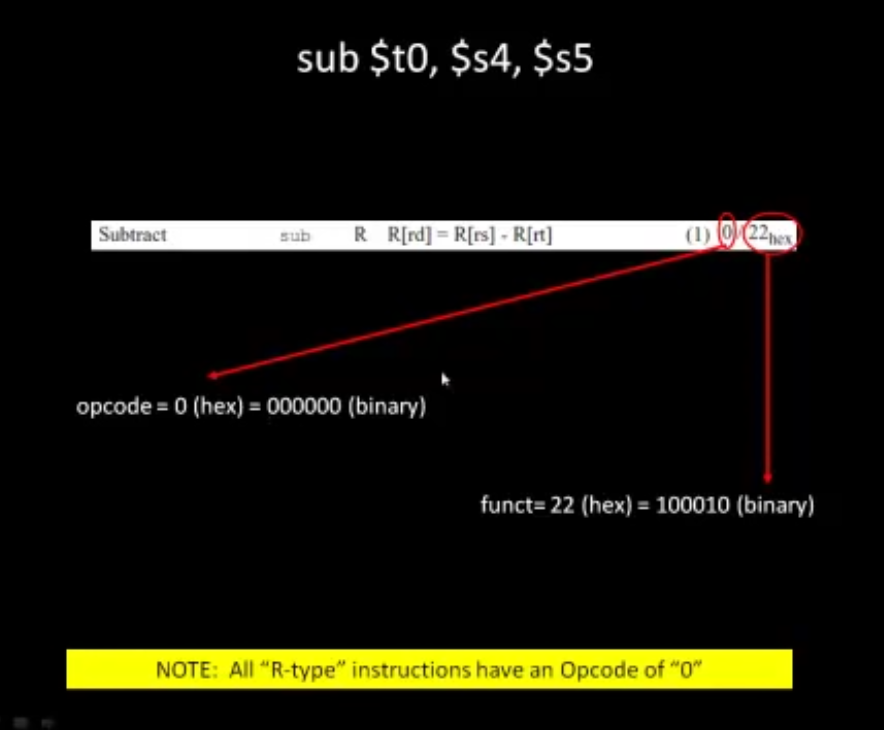 sub $t0, $s4, $s5
Subtract sub R R[rd] = R[rs] - R[rt] (1) 0 / 22hex
opcode = 0 (hex) = 000000 (binary)
funct= 22 (hex) = 100010 (binary)
NOTE: All “R-type” instructions have an Opcode of “0”